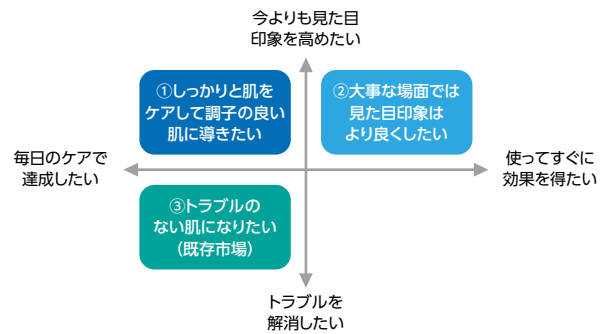 今よりも見た目
印象を高めたい
①しっかりと肌を
ケアして調子の良い
肌に導きたい
②大事な場面では
見た目印象は
より良くしたい
毎日のケアで
達成したい
使ってすぐに
効果を得たい
③トラブルの
ない肌になりたい
（既存市場）
トラブルを
解消したい